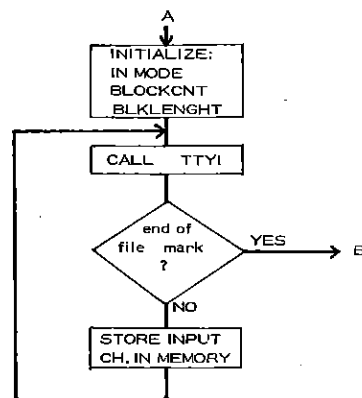 A
INITIALIZE:
IN MODE
BLOCKCNT
BLKLENGHT
CALL TTYI
end of
file mark
?
YES
B
NO
STORE INPUT
CH. IN MEMORY